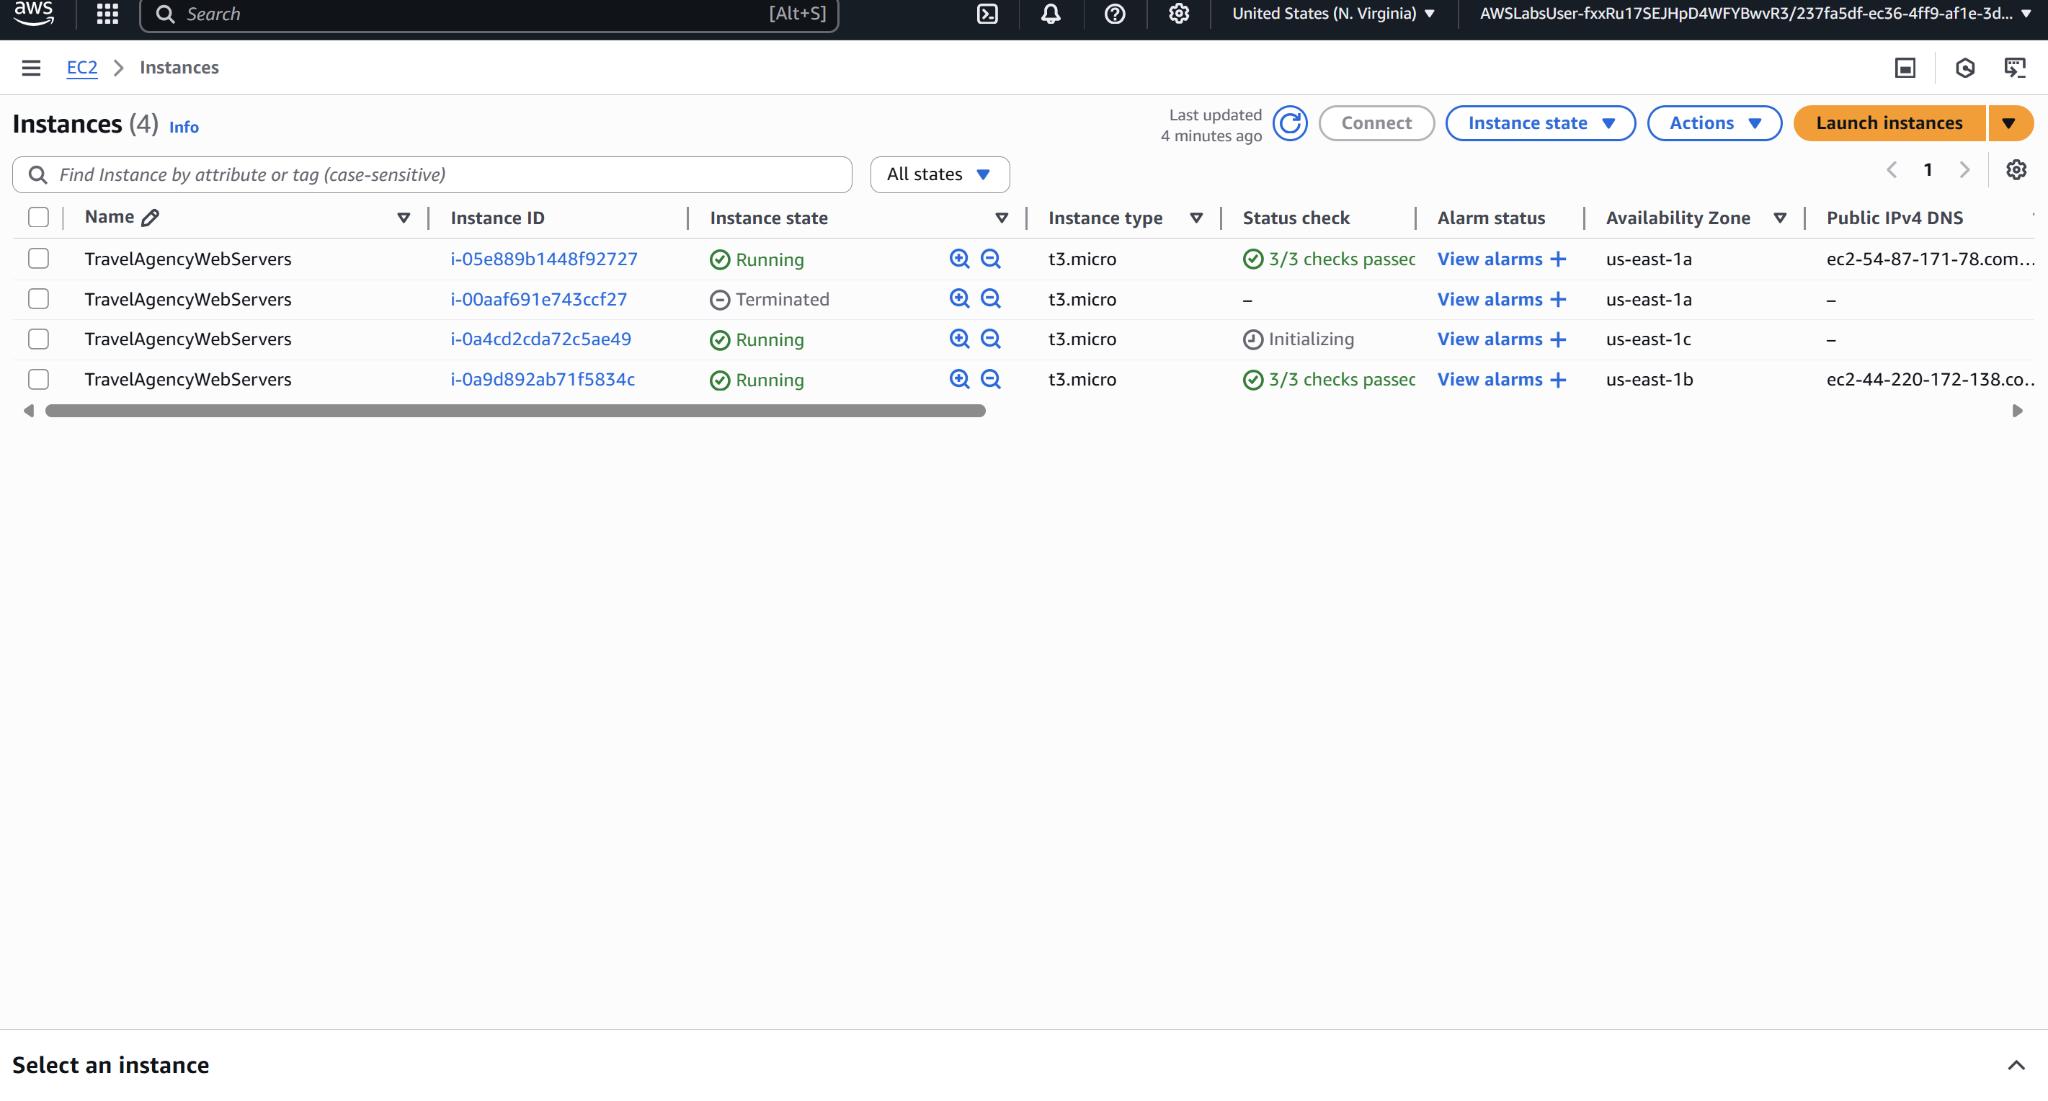 aws Search [Alt+S] United States (N. Virginia) AWSLabsUser-fxxRu17SEJHpD4WFYBwvR3/237fa5df-ec36-4ff9-af1e-3d...
EC2 > Instances
Instances (4) Info
Last updated
4 minutes ago
Connect Instance state Actions Launch instances
Find Instance by attribute or tag (case-sensitive) All states 1
Name Instance ID Instance state Instance type Status check Alarm status Availability Zone Public IPv4 DNS
TravelAgencyWebServers i-05e889b1448f92727 Running t3.micro 3/3 checks passec View alarms + us-east-1a ec2-54-87-171-78.com...
TravelAgencyWebServers i-00aaf691e743ccf27 Terminated t3.micro – View alarms + us-east-1a –
TravelAgencyWebServers i-0a4cd2cda72c5ae49 Running t3.micro Initializing View alarms + us-east-1c –
TravelAgencyWebServers i-0a9d892ab71f5834c Running t3.micro 3/3 checks passec View alarms + us-east-1b ec2-44-220-172-138.co...
Select an instance